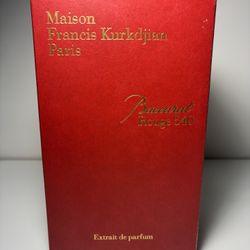 Maison
Francis Kurkdjian
Paris
Baccarat
Rouge 540
Extrait de parfum